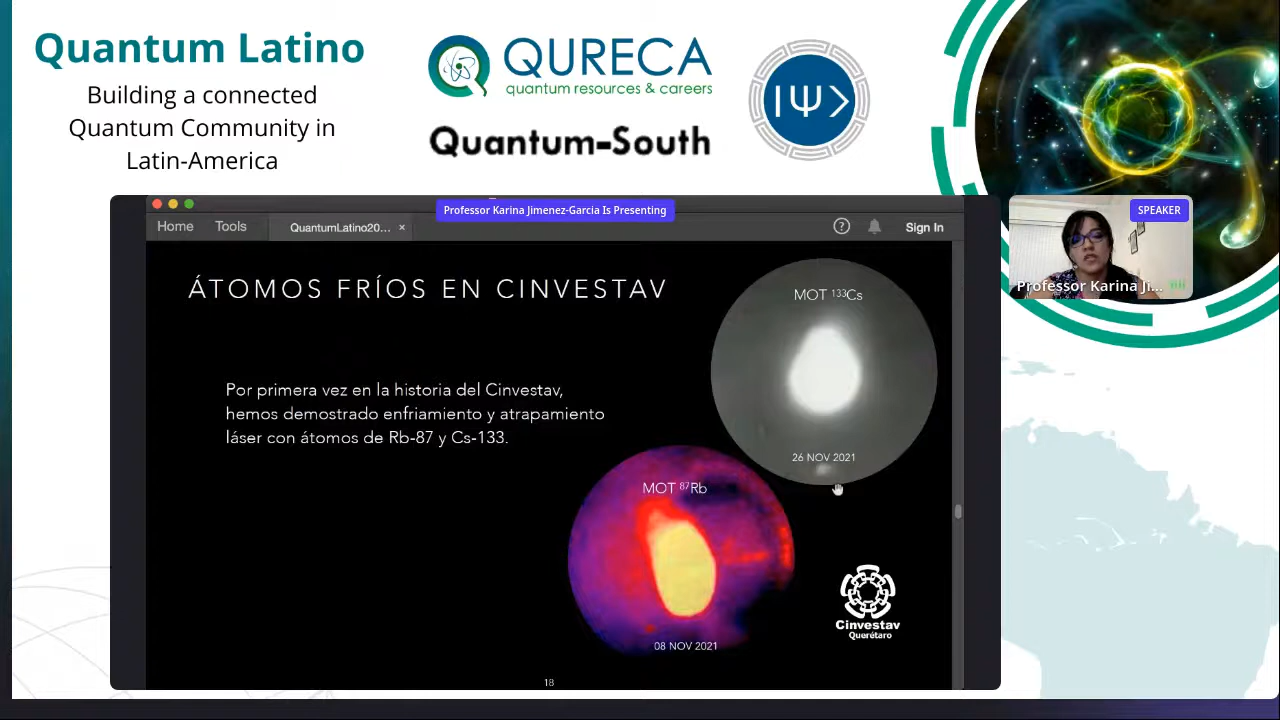 Quantum Latino
Building a connected
Quantum Community in
Latin-America
QURECA
quantum resources & careers
Quantum-South
|Ψ>
Professor Karina Jimenez-Garcia Is Presenting
Home Tools QuantumLatino20... × ? Sign In
SPEAKER
Professor Karina Ji...
ÁTOMOS FRÍOS EN CINVESTAV
MOT ¹³³Cs
Por primera vez en la historia del Cinvestav,
hemos demostrado enfriamiento y atrapamiento
láser con átomos de Rb-87 y Cs-133.
26 NOV 2021
MOT ⁸⁷Rb
Cinvestav
Querétaro
08 NOV 2021
18